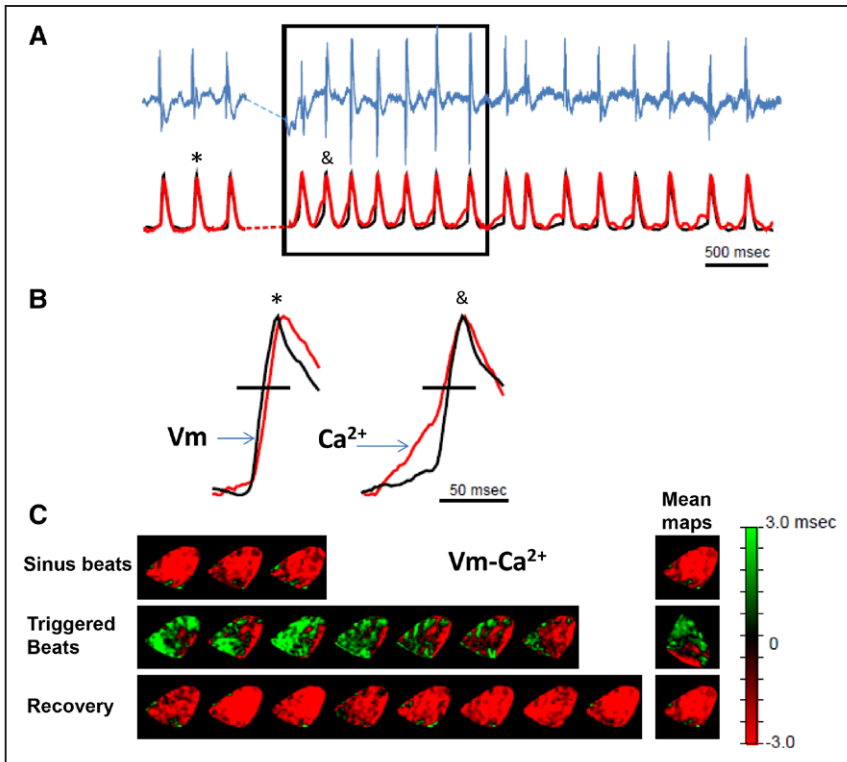 A
*
&
500 msec
B
*
&
Vm
Ca²⁺
50 msec
C
Mean
maps
3.0 msec
Sinus beats
Vm-Ca²⁺
Triggered
Beats
0
Recovery
-3.0